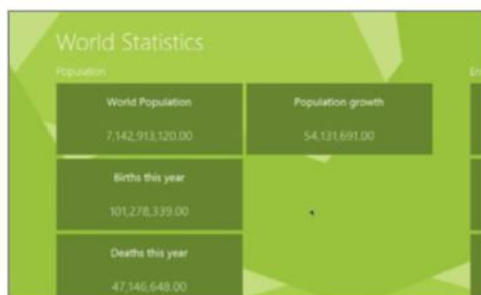 World Statistics
Population
World Population
7,142,913,120.00
Population growth
54,131,691.00
Births this year
101,278,339.00
Deaths this year
47,146,648.00